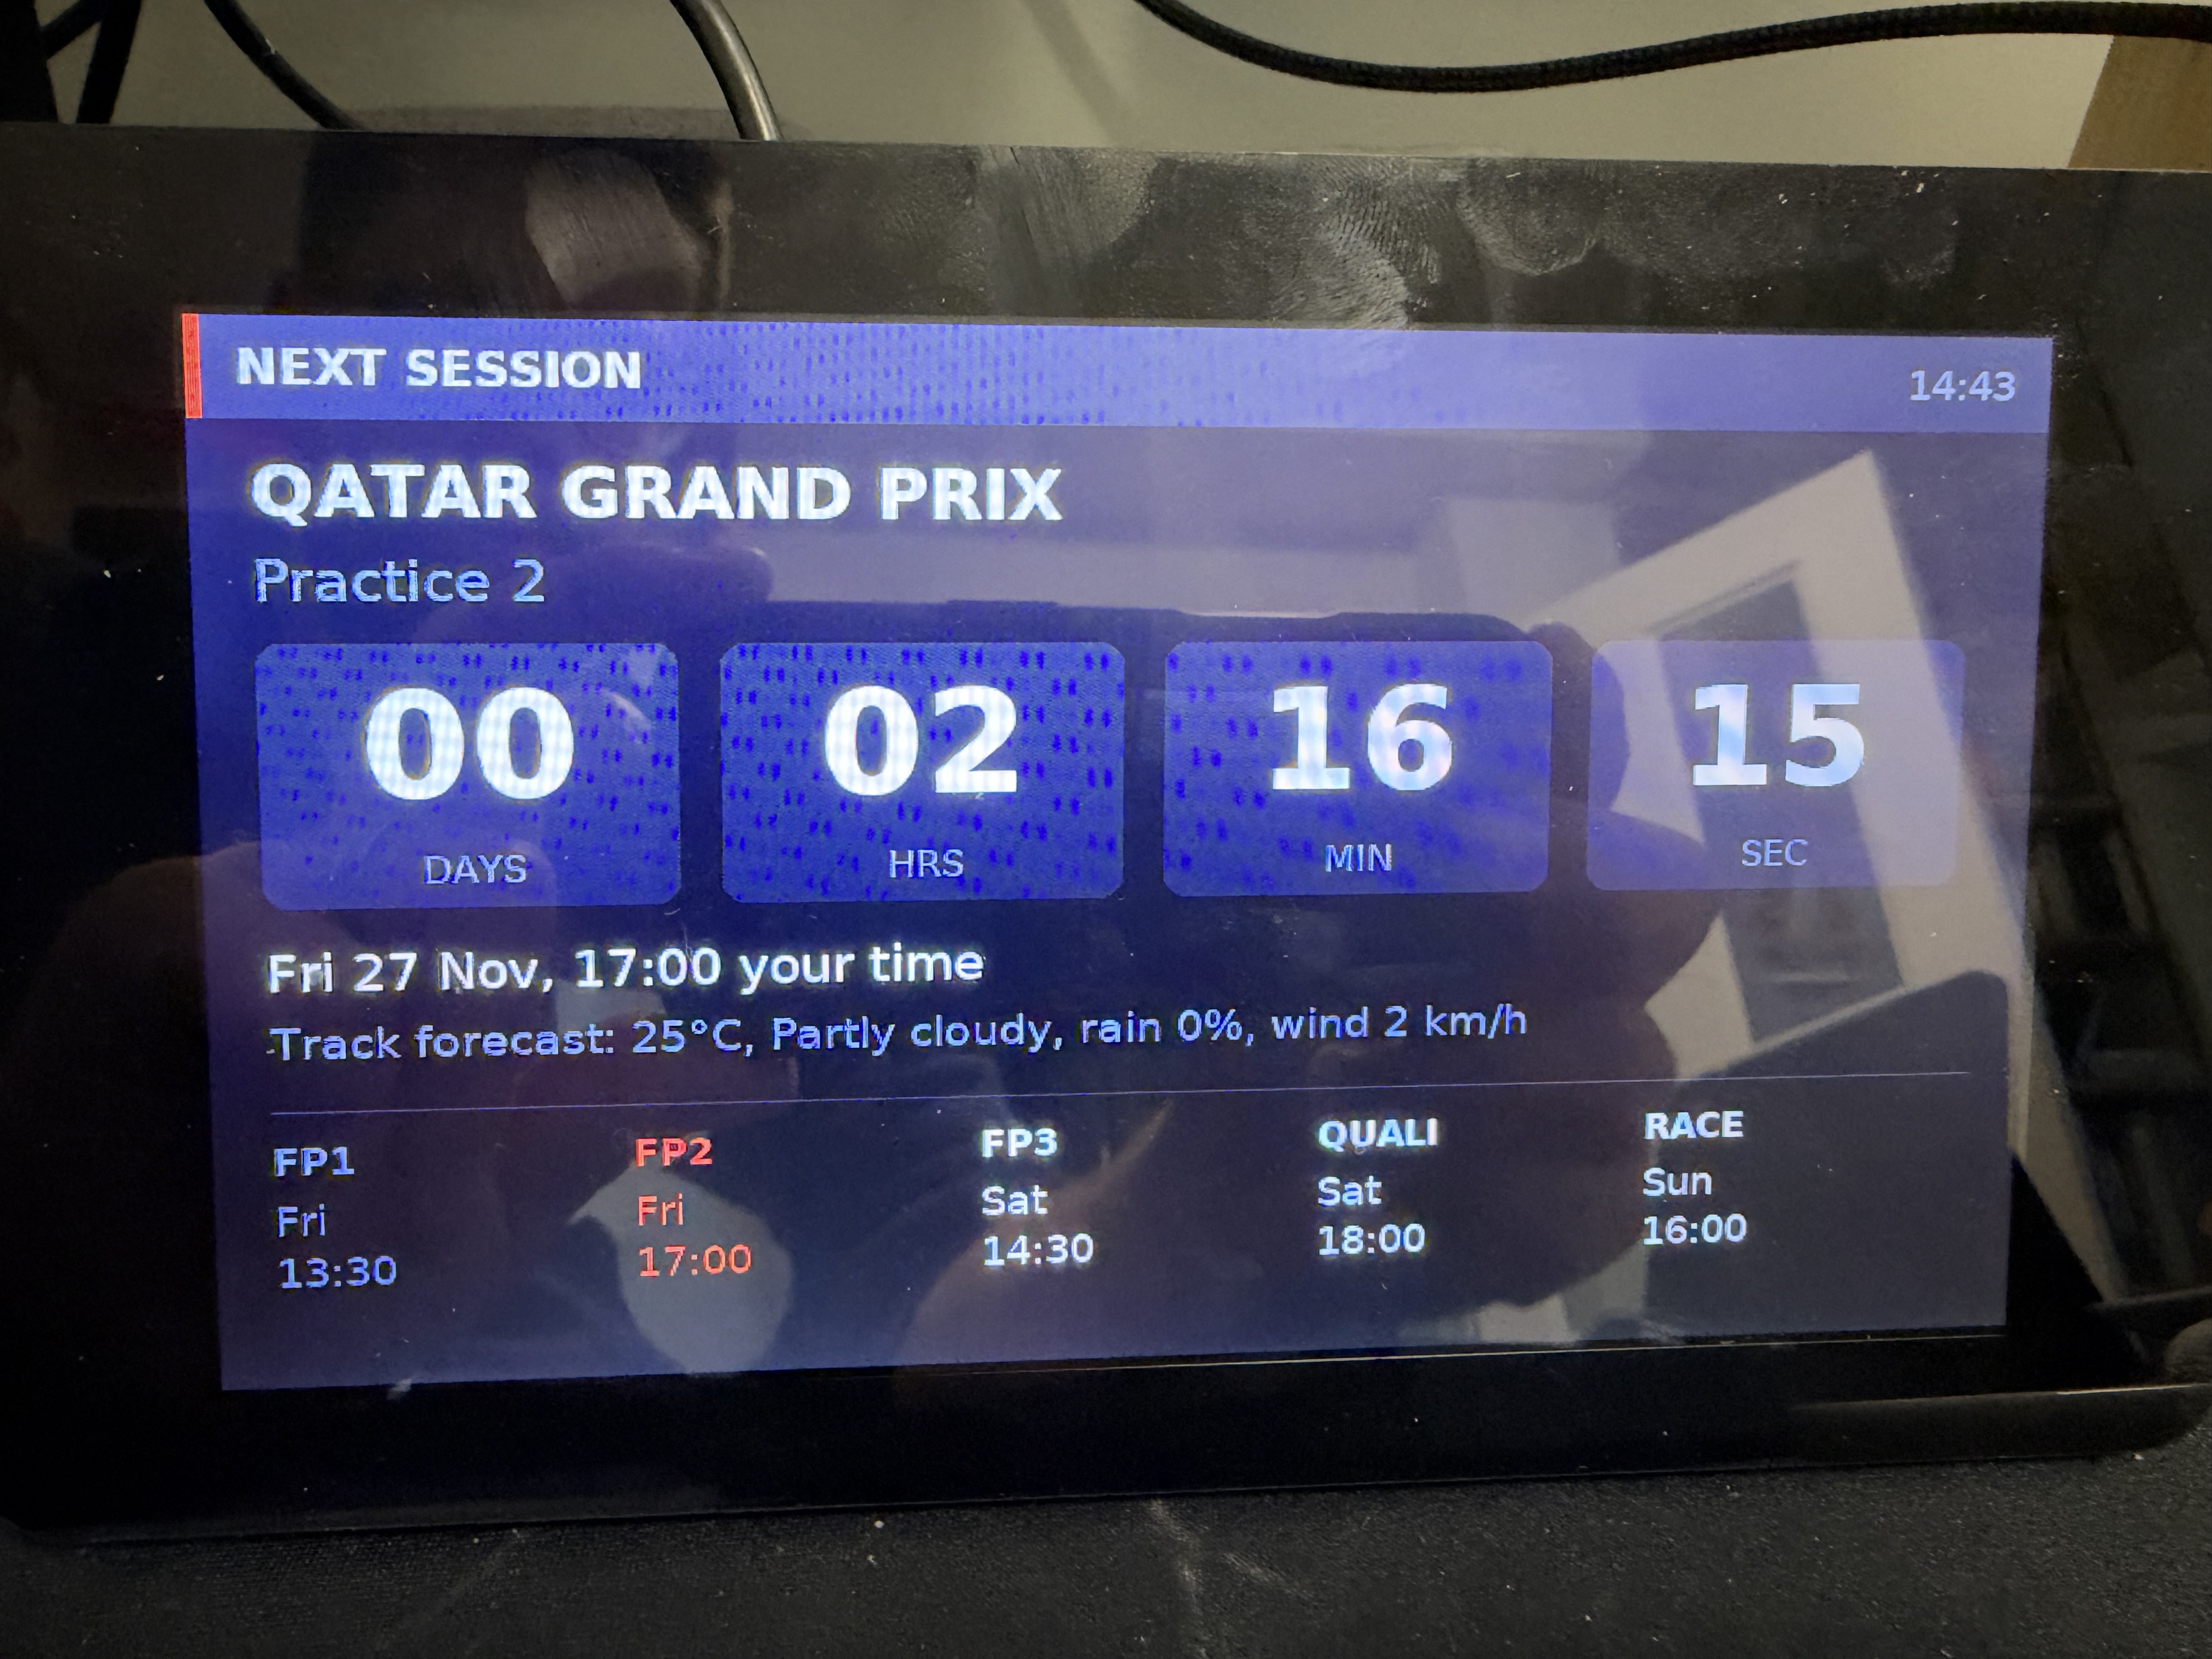 NEXT SESSION 14:43
QATAR GRAND PRIX
Practice 2
00 02 16 15
DAYS HRS MIN SEC
Fri 27 Nov, 17:00 your time
Track forecast: 25°C, Partly cloudy, rain 0%, wind 2 km/h
FP1 FP2 FP3 QUALI RACE
Fri Fri Sat Sat Sun
13:30 17:00 14:30 18:00 16:00